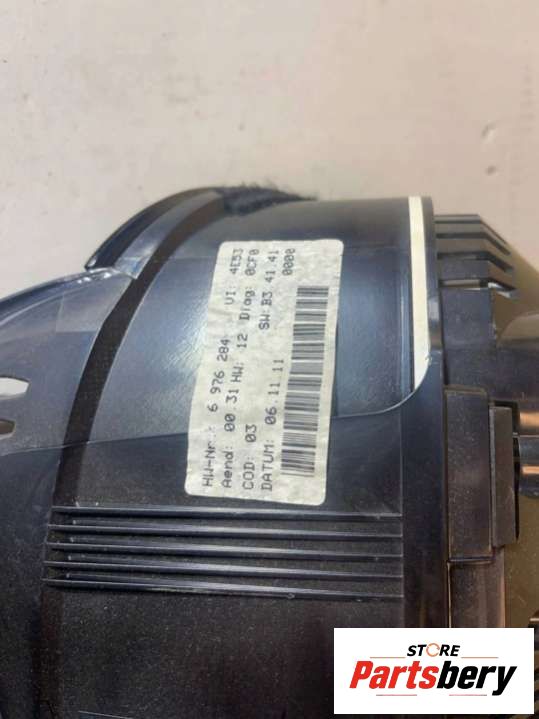 HW-Nr.: 6 976 284 VI: 4E53
Aend: 00 31 HW: 12 Diag: 0CF0
COD: 03 SW: B3 41.41
DATUM: 06.11.11 0000
STORE
Partsbery